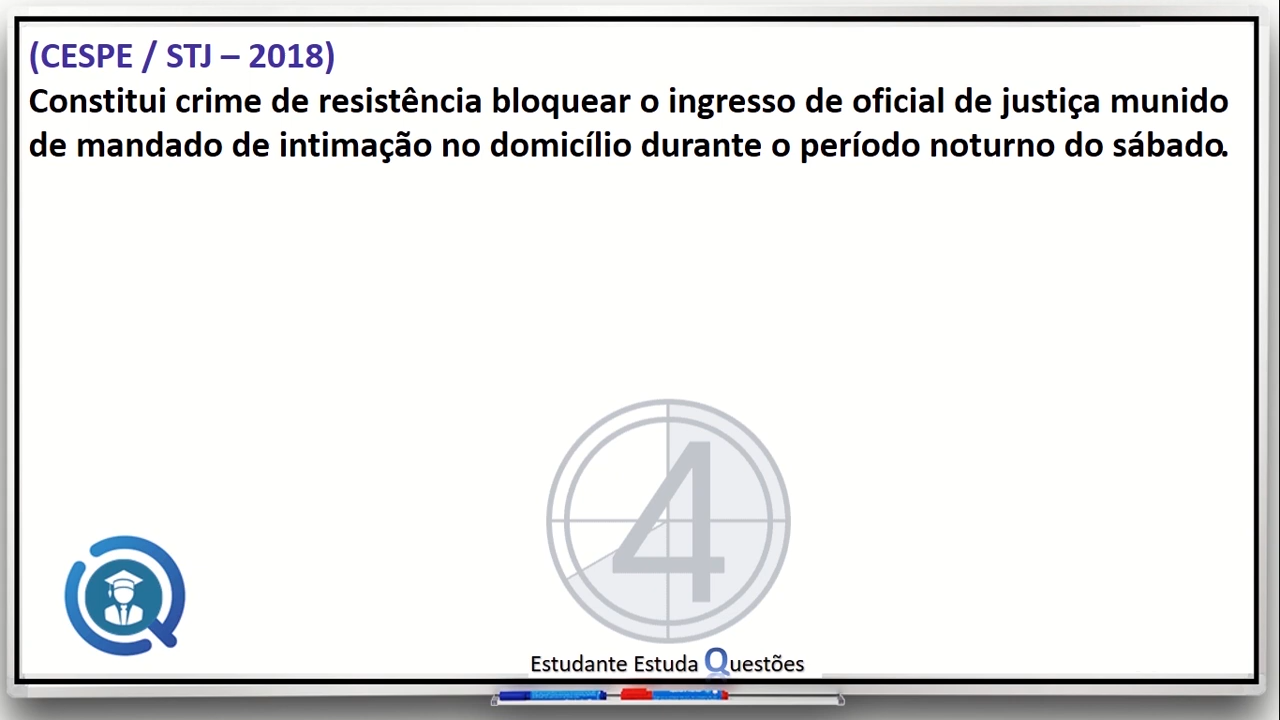 (CESPE / STJ – 2018)
Constitui crime de resistência bloquear o ingresso de oficial de justiça munido
de mandado de intimação no domicílio durante o período noturno do sábado.
4
Estudante Estuda Questões